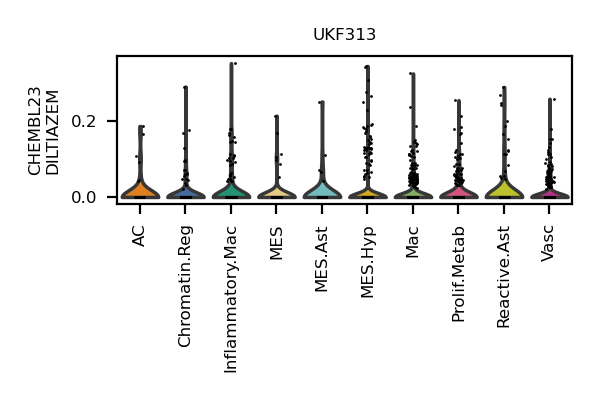 UKF313
CHEMBL23
DILTIAZEM
0.2
0.0
AC
Chromatin.Reg
Inflammatory.Mac
MES
MES.Ast
MES.Hyp
Mac
Prolif.Metab
Reactive.Ast
Vasc